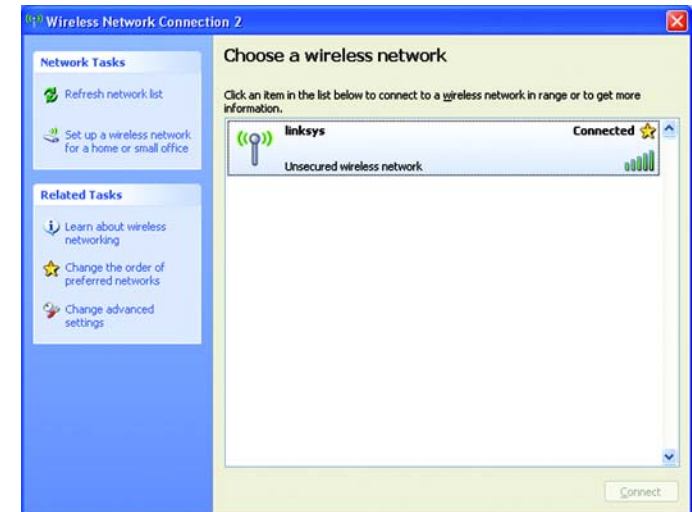 Wireless Network Connection 2
Network Tasks
Refresh network list
Set up a wireless network
for a home or small office
Related Tasks
Learn about wireless
networking
Change the order of
preferred networks
Change advanced
settings
Choose a wireless network
Click an item in the list below to connect to a wireless network in range or to get more
information.
linksys
Connected
Unsecured wireless network
Connect